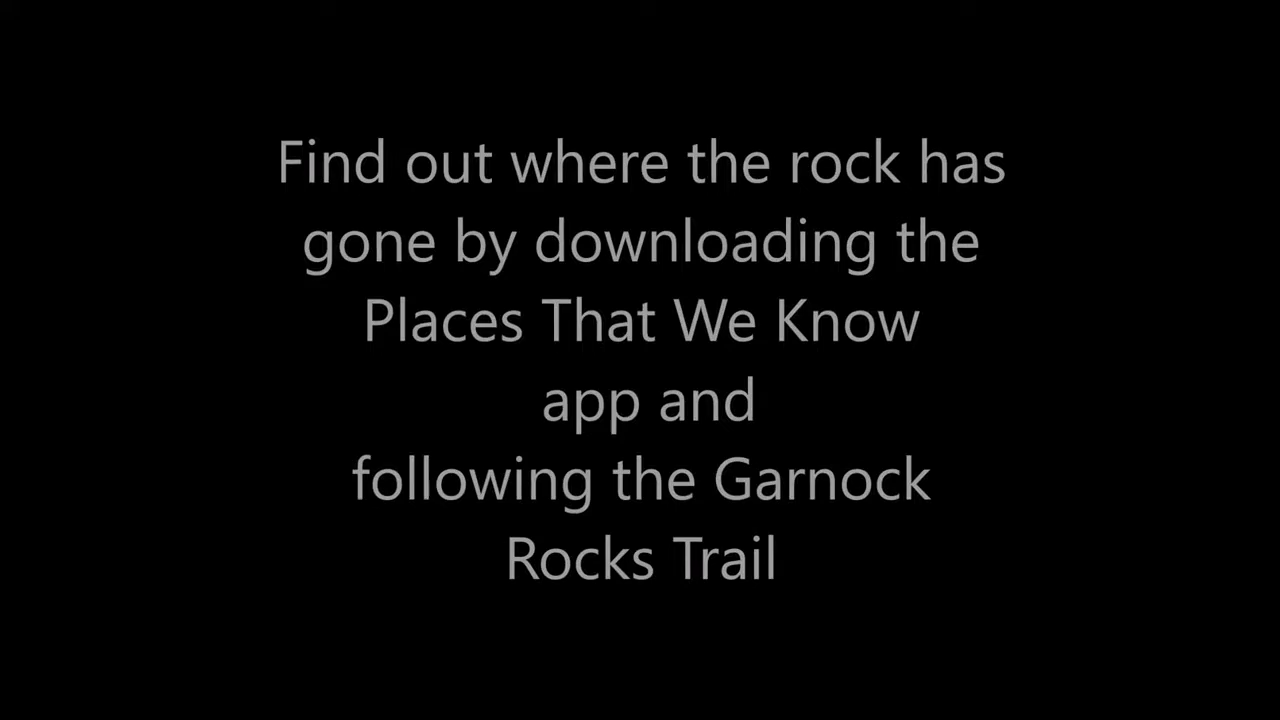 Find out where the rock has
gone by downloading the
Places That We Know
app and
following the Garnock
Rocks Trail